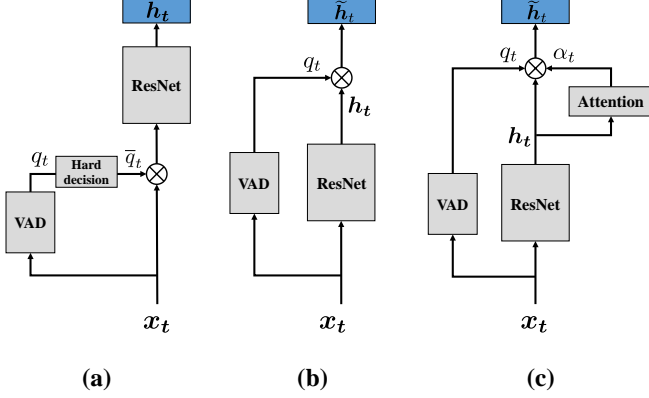 h_t
ResNet
q_t
Hard
decision
q̅_t
VAD
x_t
(a)
h̃_t
q_t
h_t
VAD
ResNet
x_t
(b)
h̃_t
q_t
α_t
Attention
h_t
VAD
ResNet
x_t
(c)